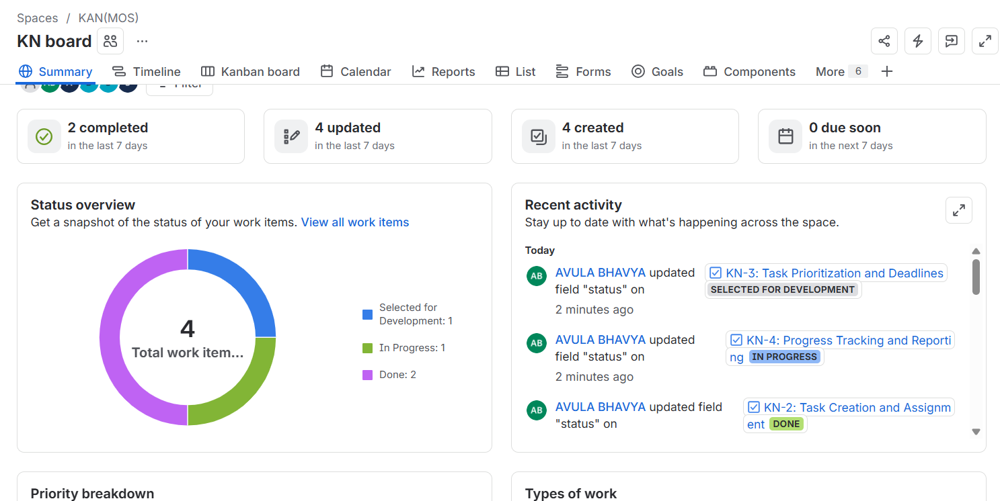 Spaces / KAN(MOS)
KN board
Summary Timeline Kanban board Calendar Reports List Forms Goals Components More 6
Filter
2 completed
in the last 7 days
4 updated
in the last 7 days
4 created
in the last 7 days
0 due soon
in the next 7 days
Status overview
Get a snapshot of the status of your work items. View all work items
4
Total work item...
Selected for
Development: 1
In Progress: 1
Done: 2
Recent activity
Stay up to date with what's happening across the space.
Today
AB
AVULA BHAVYA updated
field "status" on
KN-3: Task Prioritization and Deadlines
SELECTED FOR DEVELOPMENT
2 minutes ago
AB
AVULA BHAVYA updated
field "status" on
KN-4: Progress Tracking and Reporti
ng IN PROGRESS
2 minutes ago
AB
AVULA BHAVYA updated field
"status" on
KN-2: Task Creation and Assignm
ent DONE
Priority breakdown
Types of work